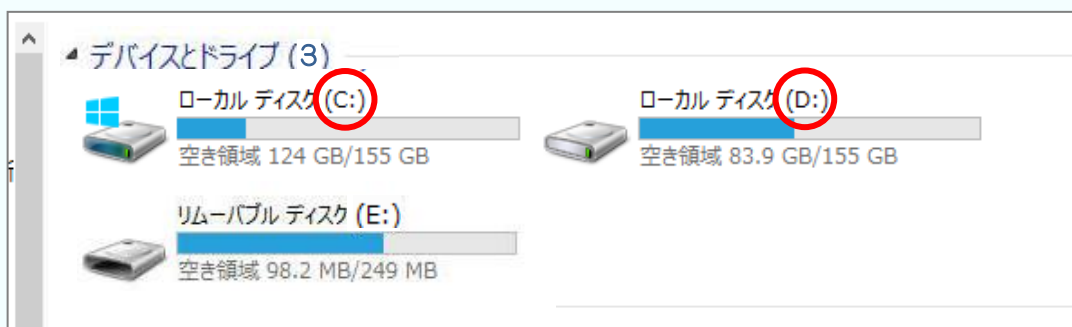 デバイスとドライブ (3)
ローカル ディスク (C:)
空き領域 124 GB/155 GB
ローカル ディスク (D:)
空き領域 83.9 GB/155 GB
リムーバブル ディスク (E:)
空き領域 98.2 MB/249 MB